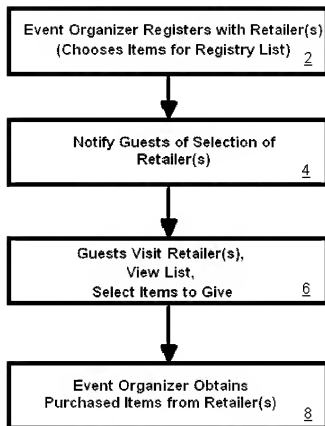 Event Organizer Registers with Retailer(s)
(Chooses Items for Registry List)
2
Notify Guests of Selection of
Retailer(s)
4
Guests Visit Retailer(s),
View List,
Select Items to Give
6
Event Organizer Obtains
Purchased Items from Retailer(s)
8